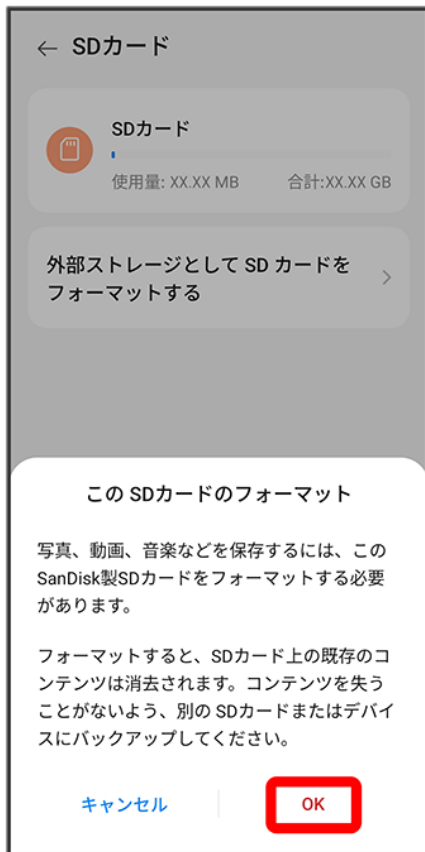 ← SDカード
SDカード
使用量: XX.XX MB 合計:XX.XX GB
外部ストレージとして SD カードを
フォーマットする
この SDカードのフォーマット
写真、動画、音楽などを保存するには、この
SanDisk製SDカードをフォーマットする必要
があります。
フォーマットすると、SDカード上の既存のコ
ンテンツは消去されます。コンテンツを失う
ことがないよう、別の SDカードまたはデバイ
スにバックアップしてください。
キャンセル OK